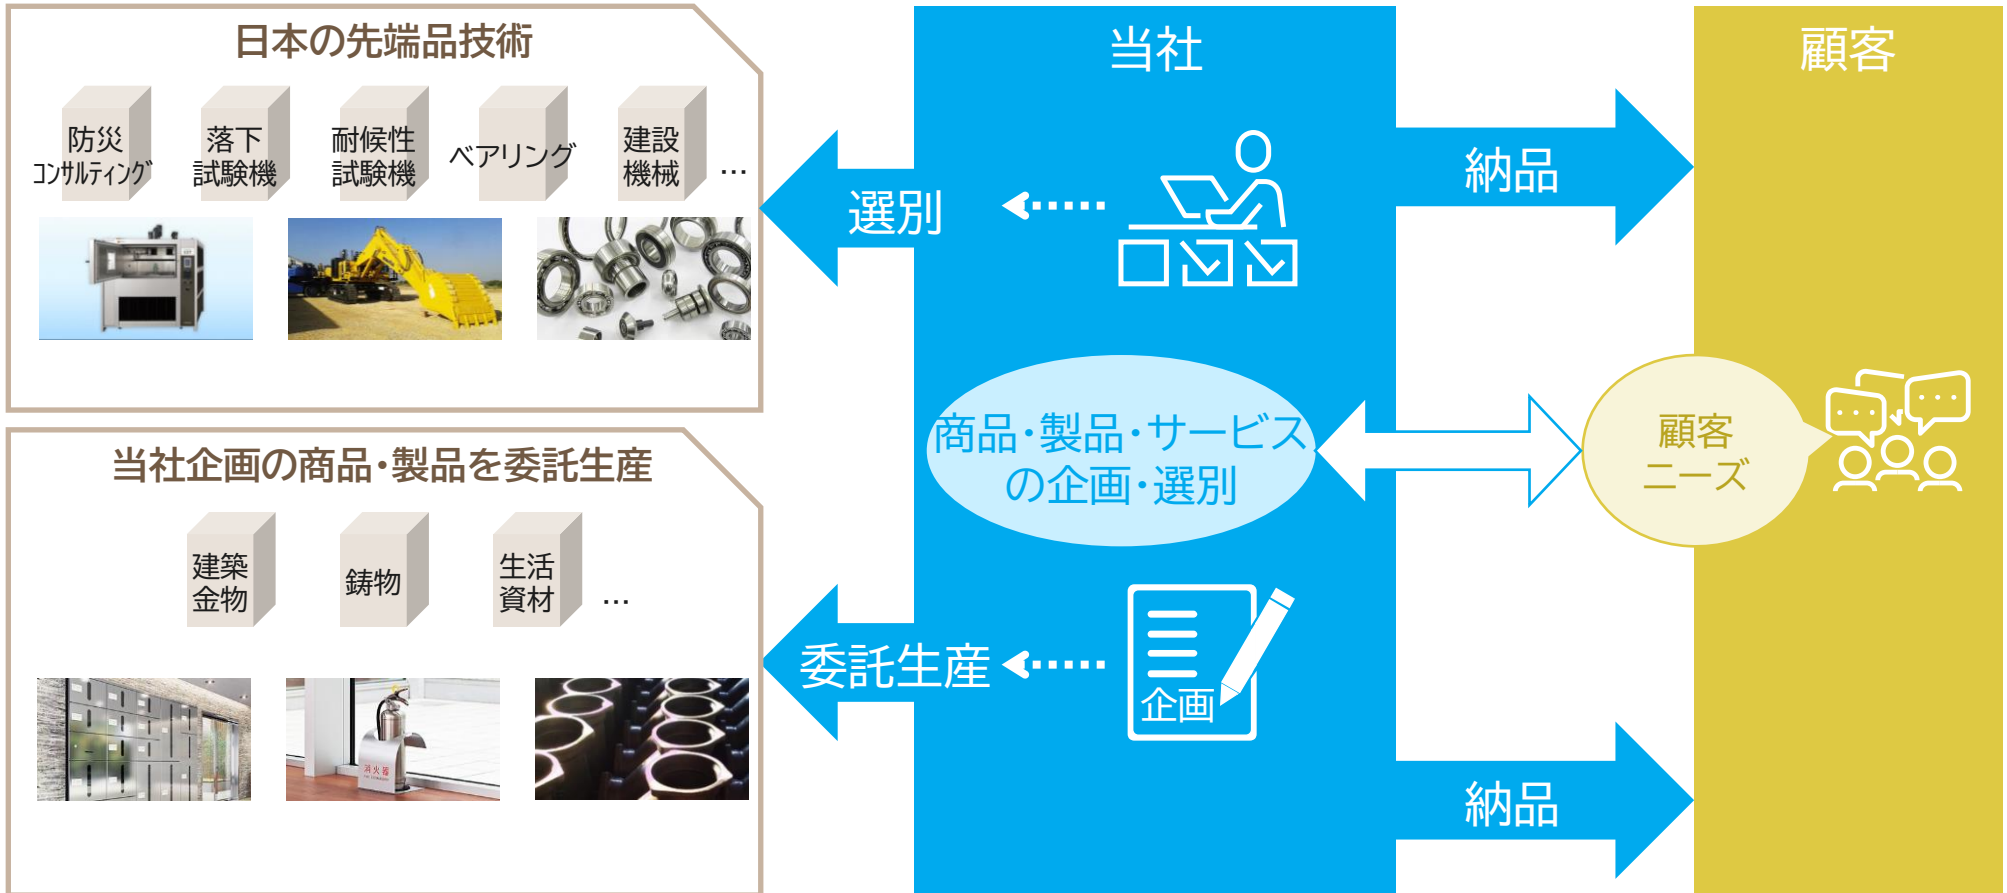 日本の先端品技術
防災
コンサルティング
落下
試験機
耐候性
試験機
ベアリング
建設
機械
…
当社
選別
納品
顧客
商品・製品・サービス
の企画・選別
顧客
ニーズ
当社企画の商品・製品を委託生産
建築
金物
鋳物
生活
資材
…
消火器
委託生産
企画
納品